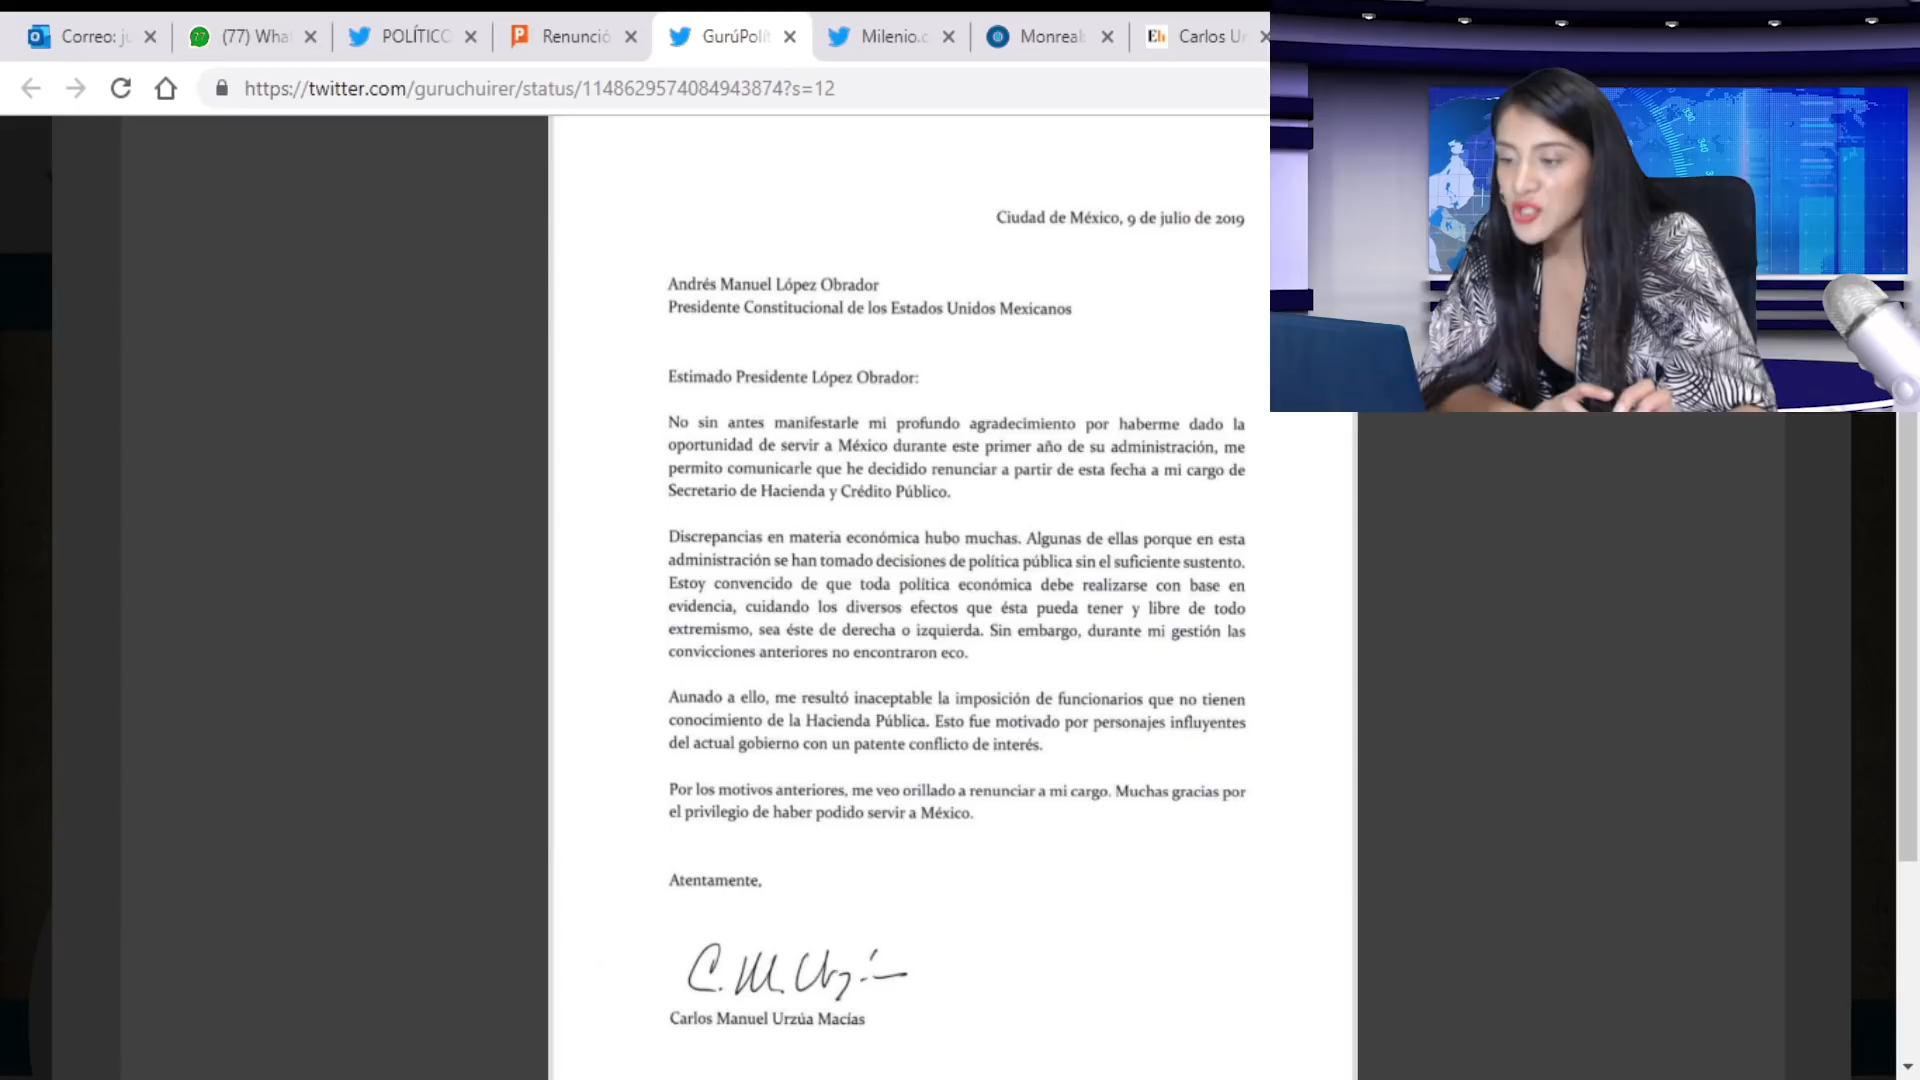 Correo: ju
(77) Wha
POLÍTICO
Renunció
GurúPolít
Milenio.c
Monreal
Carlos Ur
https://twitter.com/guruchuirer/status/1148629574084943874?s=12
Ciudad de México, 9 de julio de 2019
Andrés Manuel López Obrador
Presidente Constitucional de los Estados Unidos Mexicanos
Estimado Presidente López Obrador:
No sin antes manifestarle mi profundo agradecimiento por haberme dado la
oportunidad de servir a México durante este primer año de su administración, me
permito comunicarle que he decidido renunciar a partir de esta fecha a mi cargo de
Secretario de Hacienda y Crédito Público.
Discrepancias en materia económica hubo muchas. Algunas de ellas porque en esta
administración se han tomado decisiones de política pública sin el suficiente sustento.
Estoy convencido de que toda política económica debe realizarse con base en
evidencia, cuidando los diversos efectos que ésta pueda tener y libre de todo
extremismo, sea éste de derecha o izquierda. Sin embargo, durante mi gestión las
convicciones anteriores no encontraron eco.
Aunado a ello, me resultó inaceptable la imposición de funcionarios que no tienen
conocimiento de la Hacienda Pública. Esto fue motivado por personajes influyentes
del actual gobierno con un patente conflicto de interés.
Por los motivos anteriores, me veo orillado a renunciar a mi cargo. Muchas gracias por
el privilegio de haber podido servir a México.
Atentamente,
C. M. Urzúa
Carlos Manuel Urzúa Macías